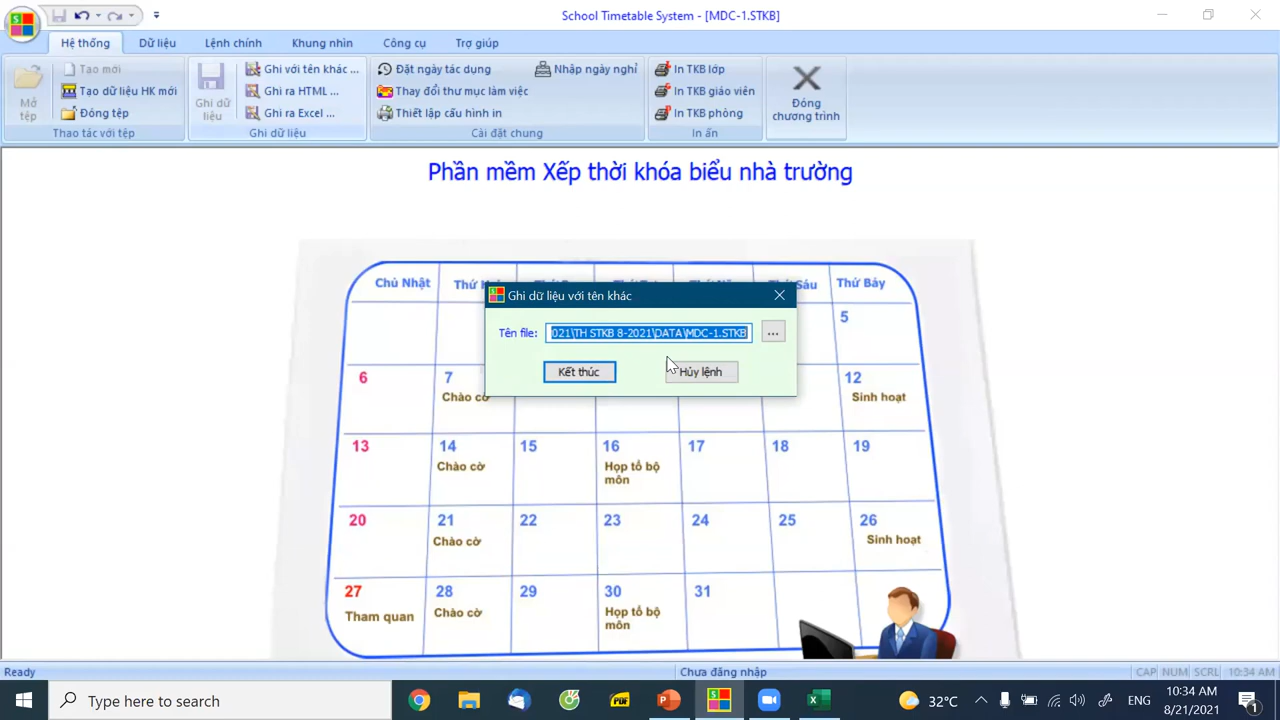 School Timetable System - [MDC-1.STKB]
Hệ thống
Dữ liệu
Lệnh chính
Khung nhìn
Công cụ
Trợ giúp
Mở tệp
Tạo mới
Tạo dữ liệu HK mới
Đóng tệp
Thao tác với tệp
Ghi dữ liệu
Ghi với tên khác ...
Ghi ra HTML ...
Ghi ra Excel ...
Ghi dữ liệu
Đặt ngày tác dụng
Nhập ngày nghỉ
Thay đổi thư mục làm việc
Thiết lập cấu hình in
Cài đặt chung
In TKB lớp
In TKB giáo viên
In TKB phòng
In ấn
Đóng chương trình
Phần mềm Xếp thời khóa biểu nhà trường
Chủ Nhật
Thứ
Sáu
Thứ Bảy
Ghi dữ liệu với tên khác
Tên file:
021\TH STKB 8-2021\DATA\MDC-1.STKB
...
Kết thúc
Hủy lệnh
5
6
7
Chào cờ
12
Sinh hoạt
13
14
Chào cờ
15
16
Họp tổ bộ
môn
17
18
19
20
21
Chào cờ
22
23
24
25
26
Sinh hoạt
27
Tham quan
28
Chào cờ
29
30
Họp tổ bộ
môn
31
Ready
Chưa đăng nhập
CAP NUM SCRL 10:34 AM
Type here to search
PDF
32°C
ENG
10:34 AM
8/21/2021
1